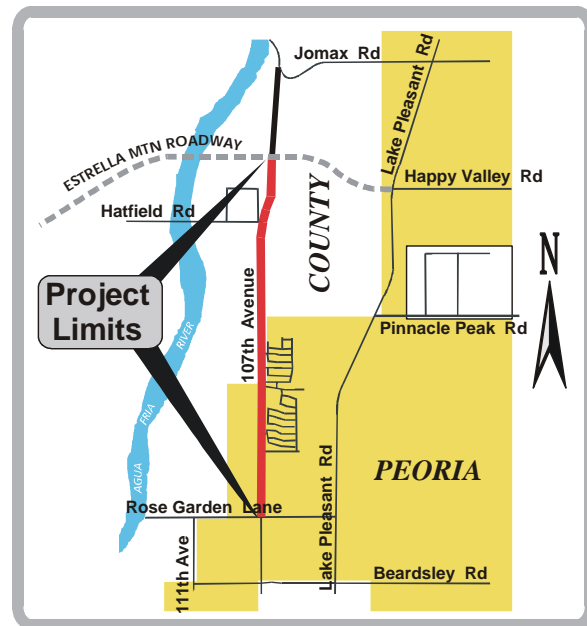 Jomax Rd
Lake Pleasant Rd
ESTRELLA MTN ROADWAY
Happy Valley Rd
Hatfield Rd
COUNTY
N
Project
Limits
Pinnacle Peak Rd
107th Avenue
AGUA FRIA RIVER
PEORIA
Rose Garden Lane
Lake Pleasant Rd
111th Ave
Beardsley Rd